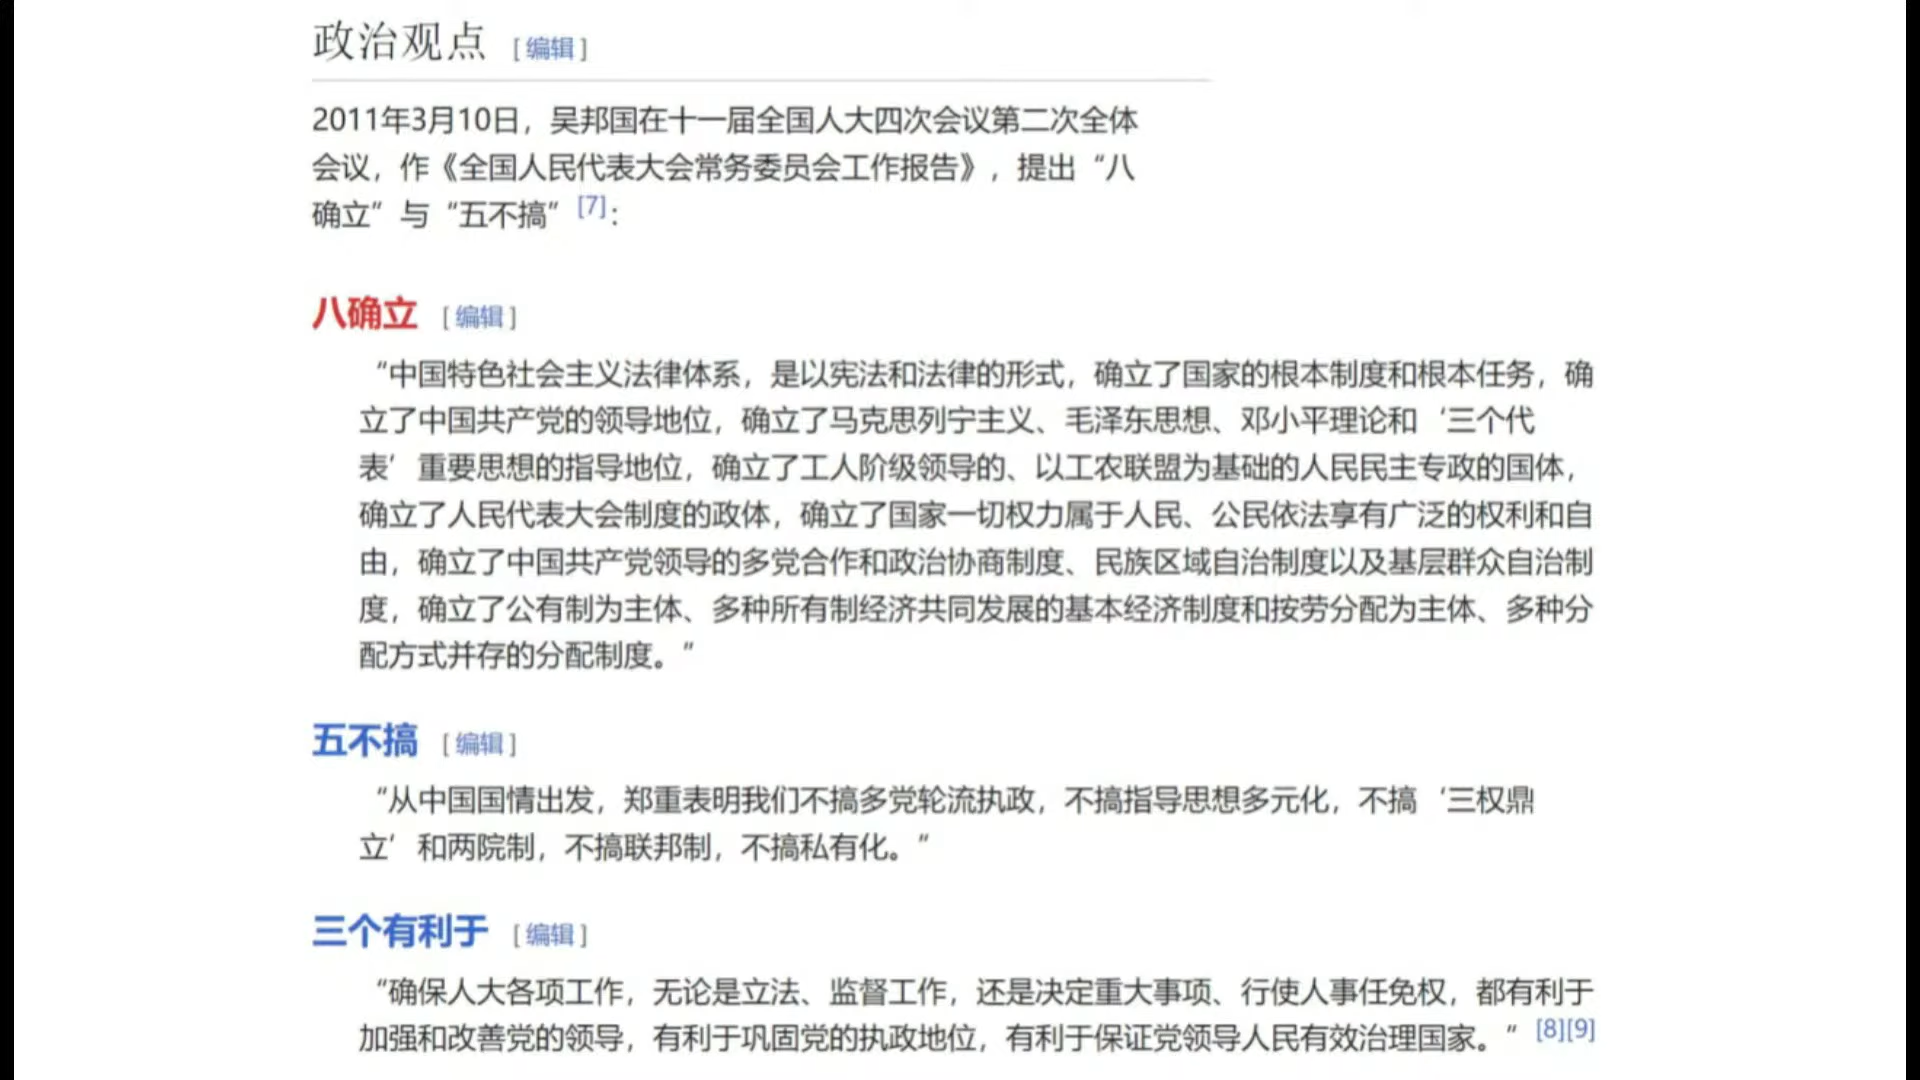 政治观点 [编辑]
2011年3月10日，吴邦国在十一届全国人大四次会议第二次全体
会议，作《全国人民代表大会常务委员会工作报告》，提出“八
确立”与“五不搞”[7]：
八确立 [编辑]
“中国特色社会主义法律体系，是以宪法和法律的形式，确立了国家的根本制度和根本任务，确
立了中国共产党的领导地位，确立了马克思列宁主义、毛泽东思想、邓小平理论和‘三个代
表’重要思想的指导地位，确立了工人阶级领导的、以工农联盟为基础的人民民主专政的国体，
确立了人民代表大会制度的政体，确立了国家一切权力属于人民、公民依法享有广泛的权利和自
由，确立了中国共产党领导的多党合作和政治协商制度、民族区域自治制度以及基层群众自治制
度，确立了公有制为主体、多种所有制经济共同发展的基本经济制度和按劳分配为主体、多种分
配方式并存的分配制度。”
五不搞 [编辑]
“从中国国情出发，郑重表明我们不搞多党轮流执政，不搞指导思想多元化，不搞‘三权鼎
立’和两院制，不搞联邦制，不搞私有化。”
三个有利于 [编辑]
“确保人大各项工作，无论是立法、监督工作，还是决定重大事项、行使人事任免权，都有利于
加强和改善党的领导，有利于巩固党的执政地位，有利于保证党领导人民有效治理国家。”[8][9]